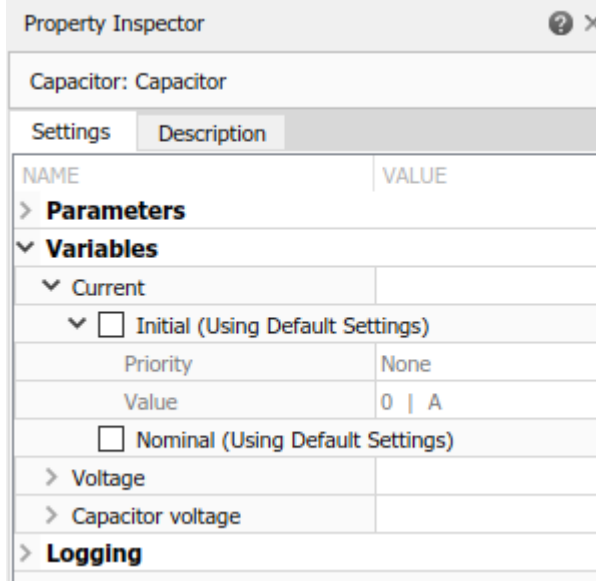 Property Inspector
Capacitor: Capacitor
Settings Description
NAME VALUE
Parameters
Variables
Current
Initial (Using Default Settings)
Priority None
Value 0 | A
Nominal (Using Default Settings)
Voltage
Capacitor voltage
Logging